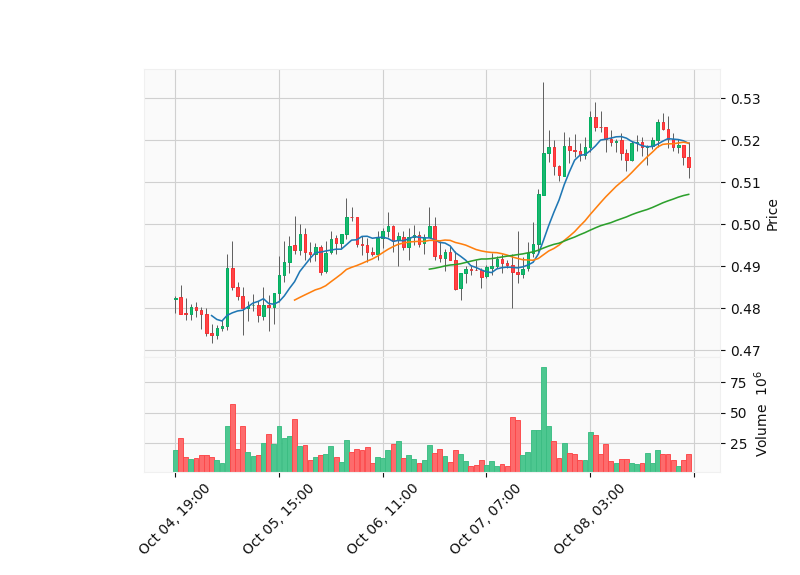 0.53
0.52
0.51
0.50
0.49
0.48
0.47
Price
75
50
25
Volume 10^6
Oct 04, 19:00
Oct 05, 15:00
Oct 06, 11:00
Oct 07, 07:00
Oct 08, 03:00